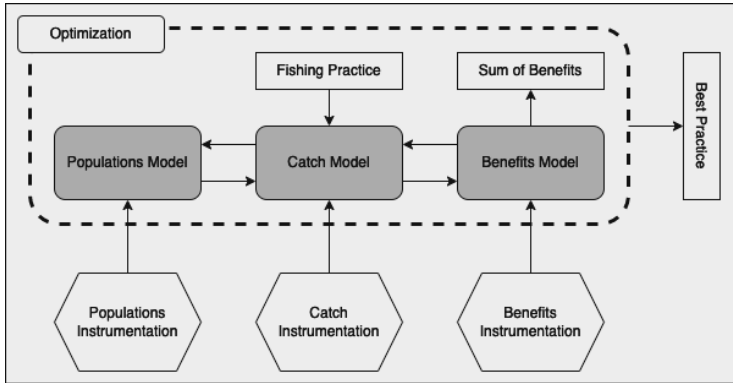 Optimization
Fishing Practice
Sum of Benefits
Best Practice
Populations Model
Catch Model
Benefits Model
Populations
Instrumentation
Catch
Instrumentation
Benefits
Instrumentation